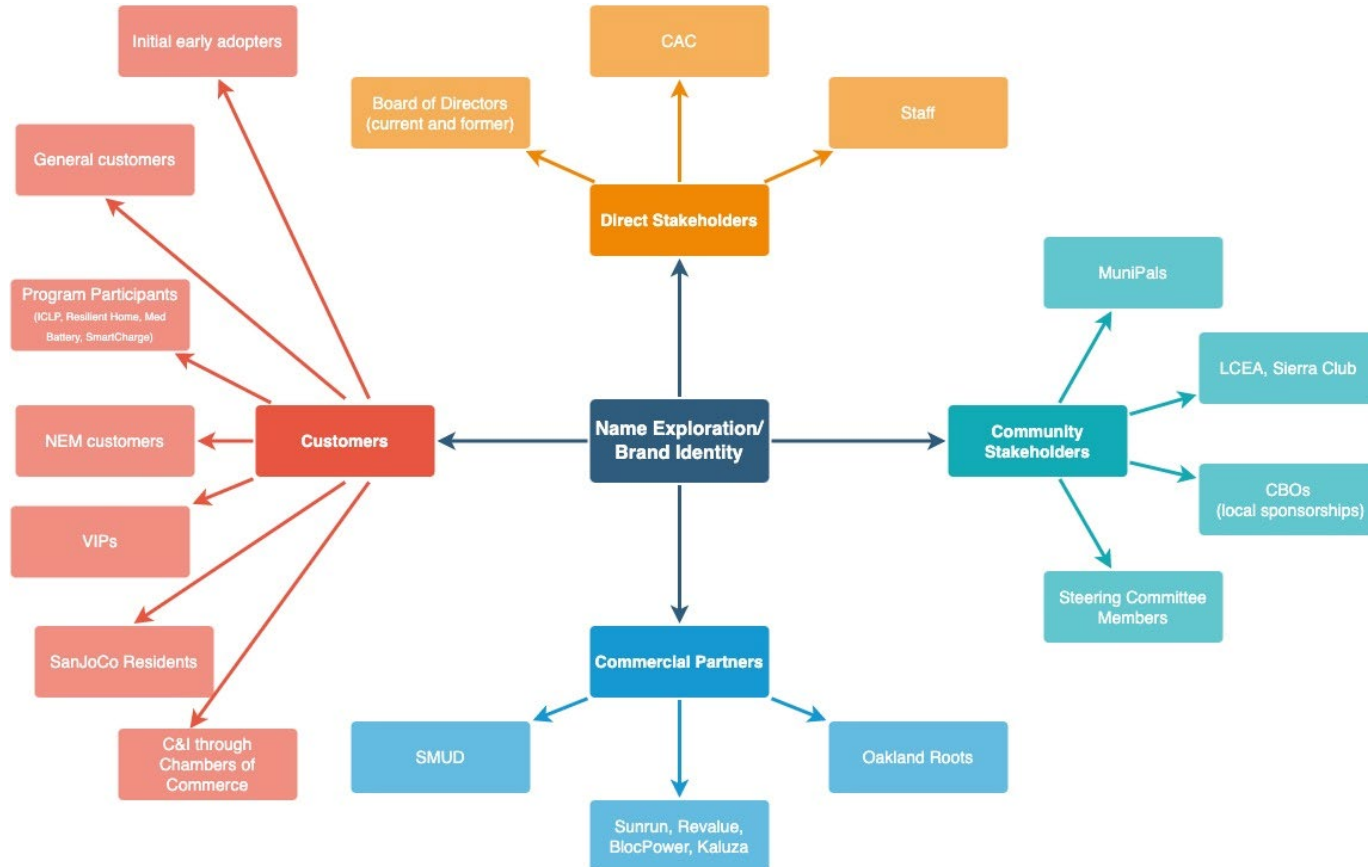 Initial early adopters
CAC
Board of Directors
(current and former)
Staff
General customers
Direct Stakeholders
MuniPals
Program Participants
(ICLP, Resilient Home, Med
Battery, SmartCharge)
LCEA, Sierra Club
NEM customers
Customers
Name Exploration/
Brand Identity
Community
Stakeholders
CBOs
(local sponsorships)
VIPs
Steering Committee
Members
SanJoCo Residents
Commercial Partners
C&I through
Chambers of
Commerce
SMUD
Oakland Roots
Sunrun, Revalue,
BlocPower, Kaluza